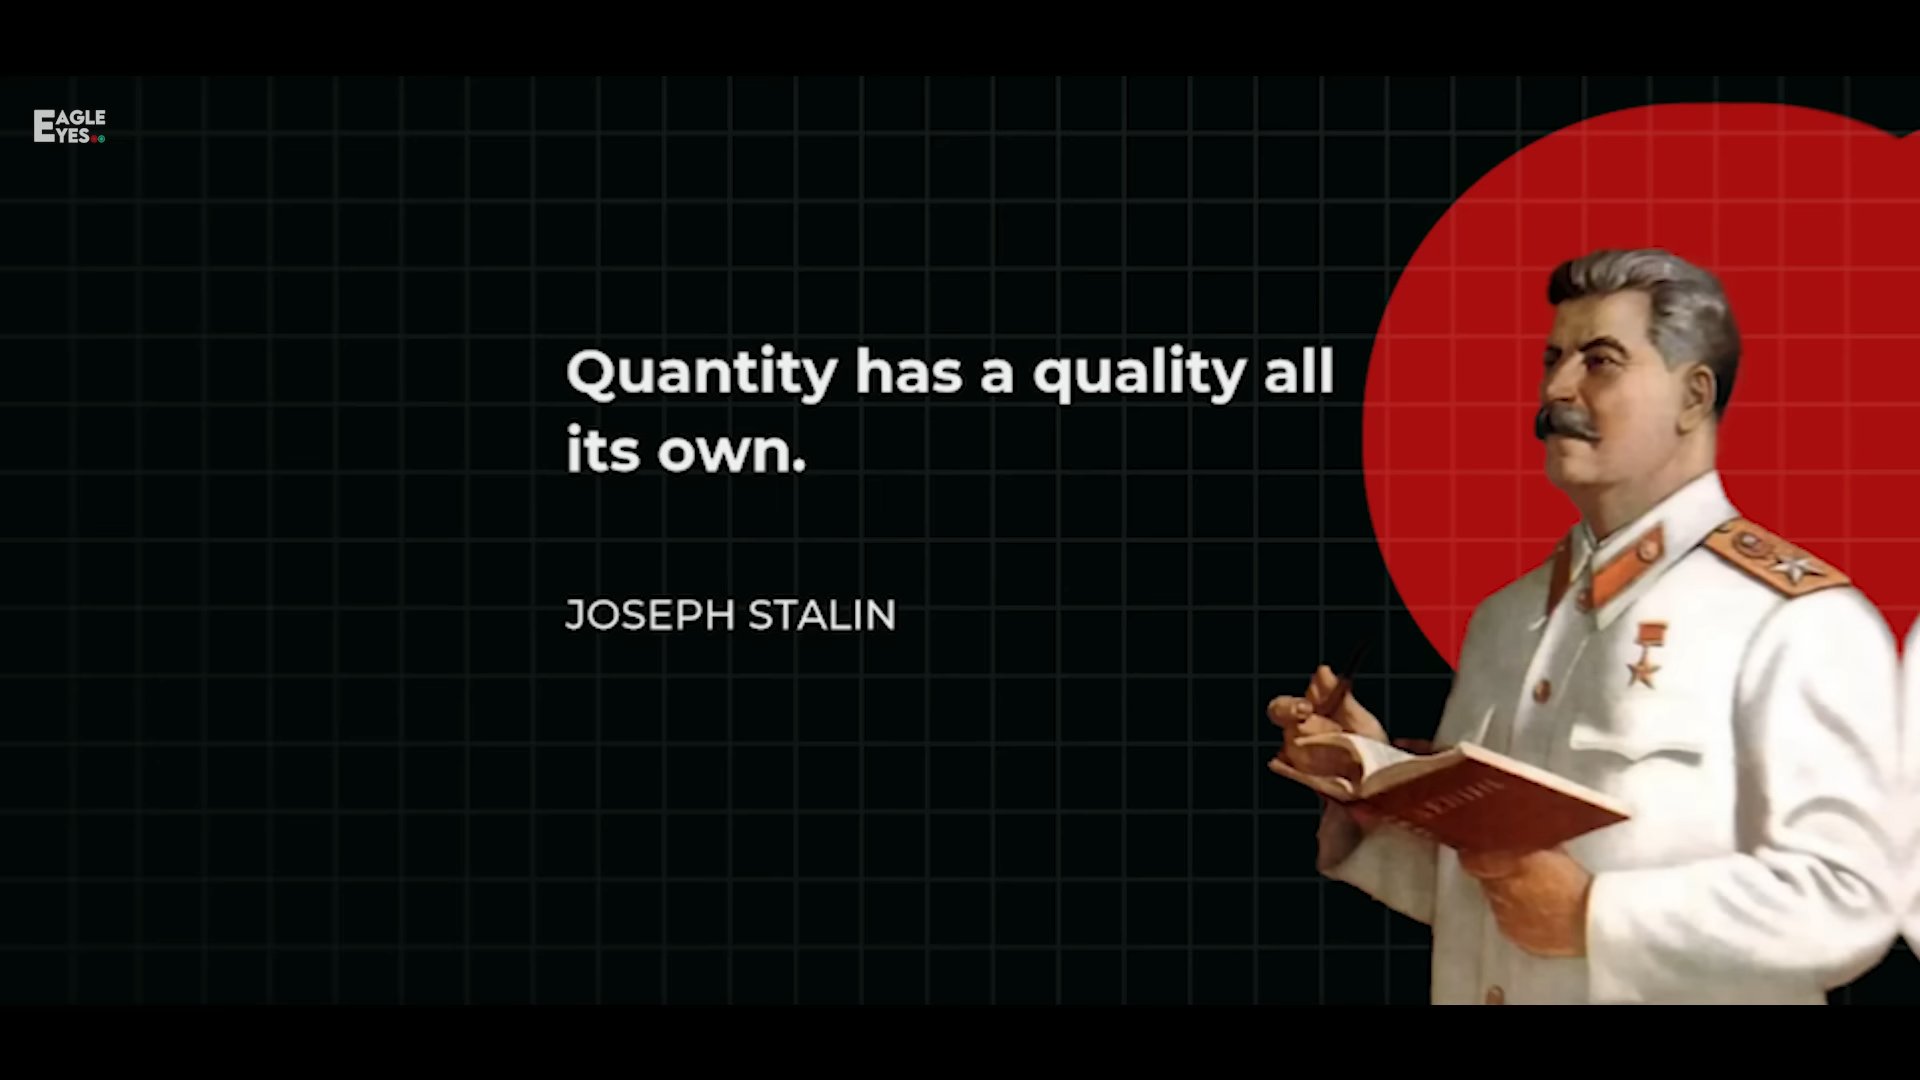 EAGLE
EYES
Quantity has a quality all
its own.
JOSEPH STALIN